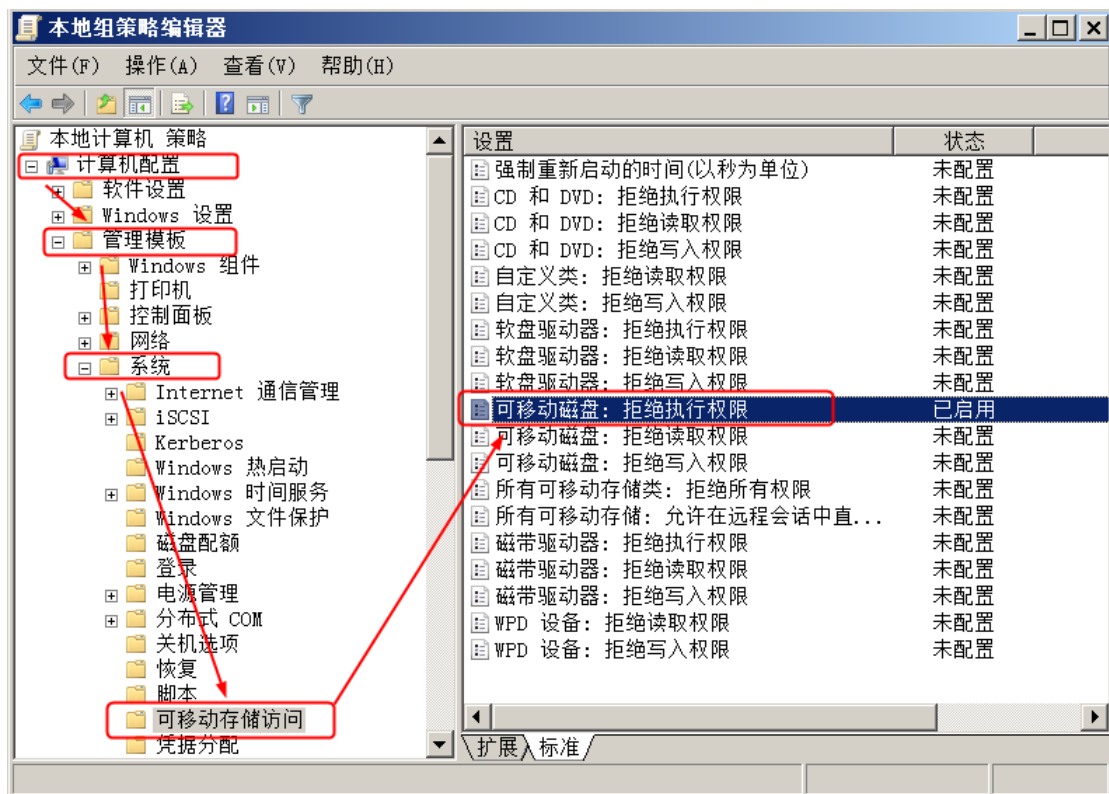 本地组策略编辑器
文件(F) 操作(A) 查看(V) 帮助(H)
本地计算机 策略
计算机配置
软件设置
Windows 设置
管理模板
Windows 组件
打印机
控制面板
网络
系统
Internet 通信管理
iSCSI
Kerberos
Windows 热启动
Windows 时间服务
Windows 文件保护
磁盘配额
登录
电源管理
分布式 COM
关机选项
恢复
脚本
可移动存储访问
凭据分配
设置 状态
强制重新启动的时间(以秒为单位) 未配置
CD 和 DVD: 拒绝执行权限 未配置
CD 和 DVD: 拒绝读取权限 未配置
CD 和 DVD: 拒绝写入权限 未配置
自定义类: 拒绝读取权限 未配置
自定义类: 拒绝写入权限 未配置
软盘驱动器: 拒绝执行权限 未配置
软盘驱动器: 拒绝读取权限 未配置
软盘驱动器: 拒绝写入权限 未配置
可移动磁盘: 拒绝执行权限 已启用
可移动磁盘: 拒绝读取权限 未配置
可移动磁盘: 拒绝写入权限 未配置
所有可移动存储类: 拒绝所有权限 未配置
所有可移动存储: 允许在远程会话中直... 未配置
磁带驱动器: 拒绝执行权限 未配置
磁带驱动器: 拒绝读取权限 未配置
磁带驱动器: 拒绝写入权限 未配置
WPD 设备: 拒绝读取权限 未配置
WPD 设备: 拒绝写入权限 未配置
扩展 标准